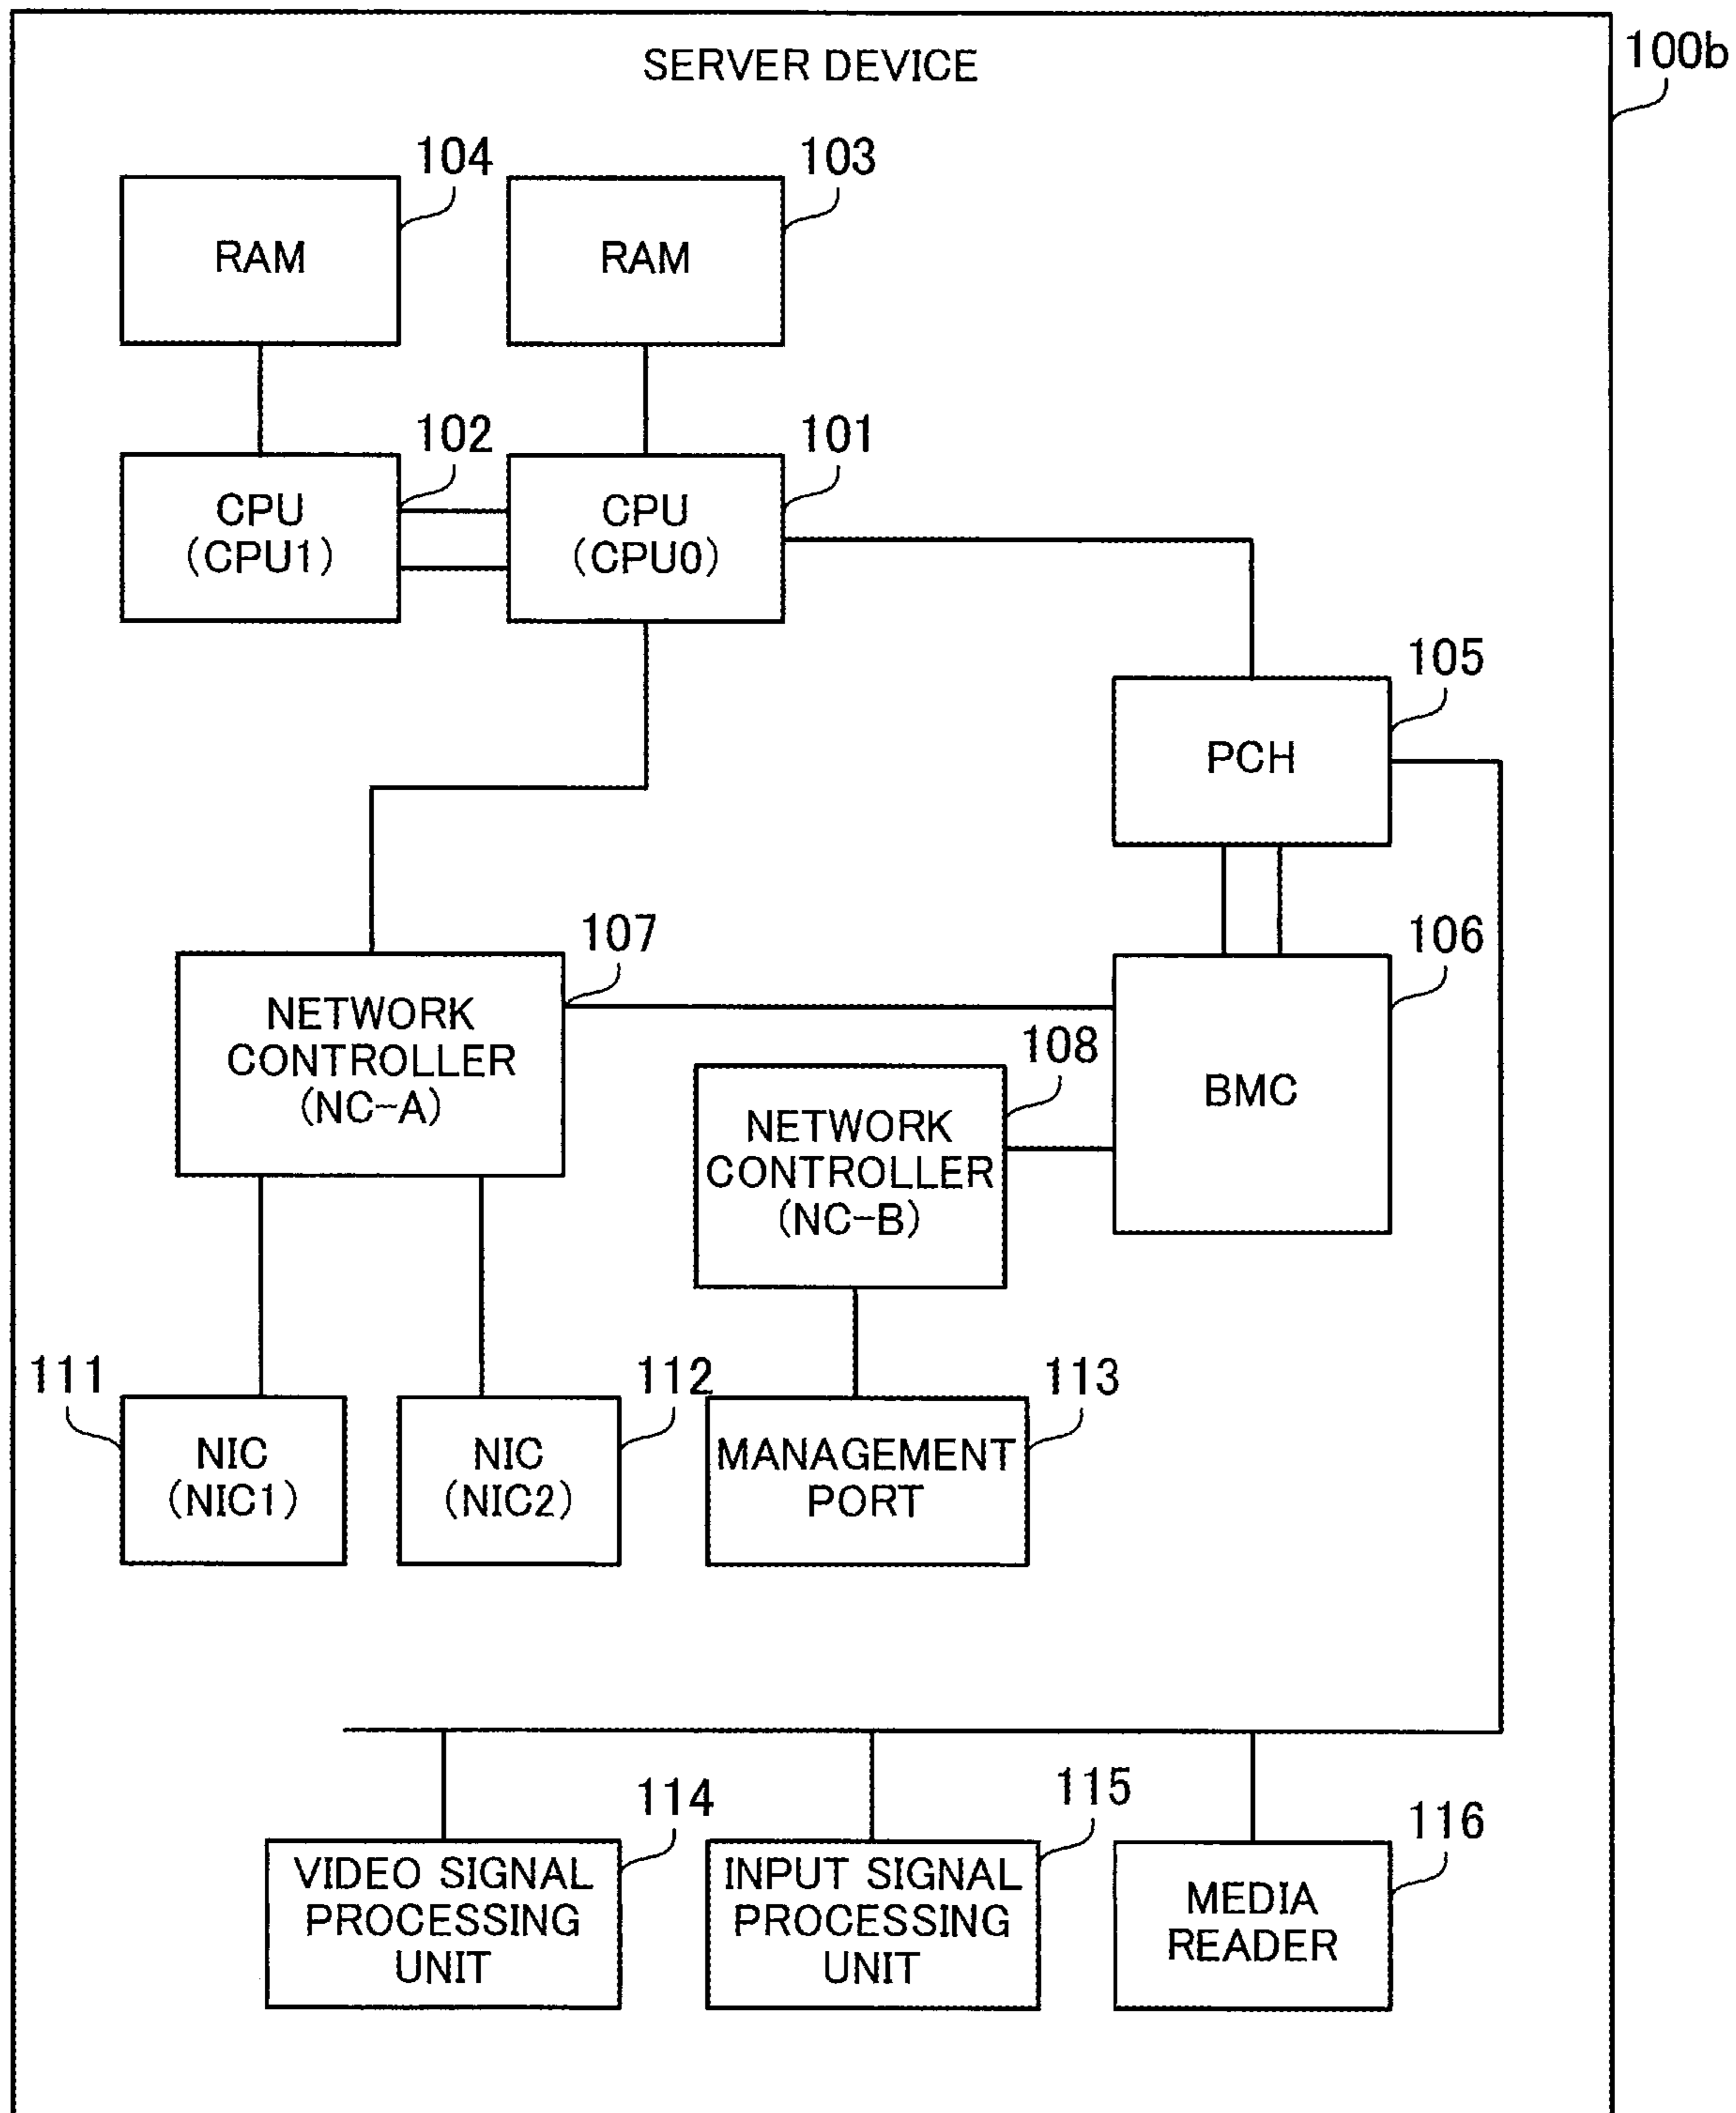 SERVER DEVICE
100b
104
103
RAM
RAM
102
101
CPU
(CPU1)
CPU
(CPU0)
105
PCH
107
106
NETWORK
CONTROLLER
(NC-A)
108
BMC
NETWORK
CONTROLLER
(NC-B)
111
112
113
NIC
(NIC1)
NIC
(NIC2)
MANAGEMENT
PORT
114
115
116
VIDEO SIGNAL
PROCESSING
UNIT
INPUT SIGNAL
PROCESSING
UNIT
MEDIA
READER